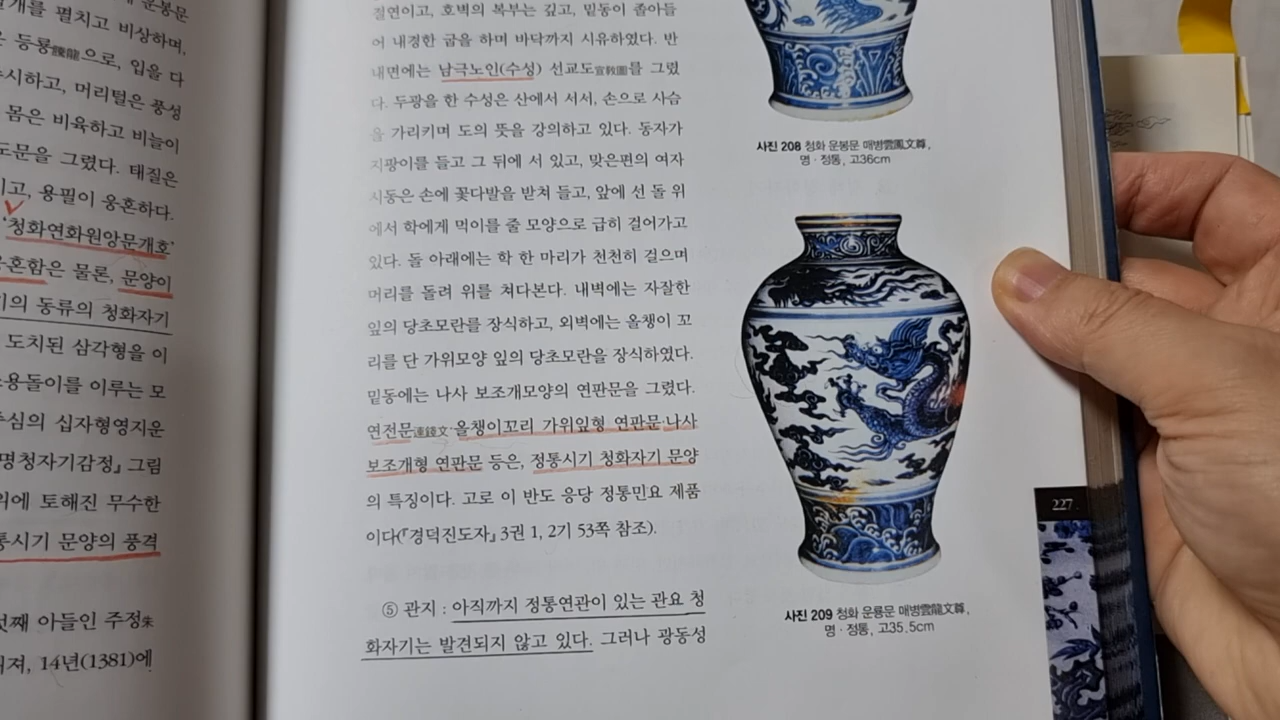 운봉문
개를 펼치고 비상하며,
등룡騰龍으로, 입을 다
시하고, 머리털은 풍성
몸은 비육하고 비늘이
문을 그렸다. 태질은
고, 용필이 웅혼하다.
'청화연화원앙문개호'
웅혼함은 물론, 문양이
의 동류의 청화자기
도치된 삼각형을 이
용돌이를 이루는 모
심의 십자형영지운
명청자기감정』 그림
위에 토해진 무수한
통시기 문양의 풍격
째 아들인 주정朱
져, 14년(1381)에
절연이고, 호벽의 복부는 깊고, 밑동이 졸아들
어 내경한 굽을 하며 바닥까지 시유하였다. 반
내면에는 남극노인(수성) 선교도宣敎圖를 그렸
다. 두광을 한 수성은 산에서 서서, 손으로 사슴
을 가리키며 도의 뜻을 강의하고 있다. 동자가
지팡이를 들고 그 뒤에 서 있고, 맞은편의 여자
시동은 손에 꽃다발을 받쳐 들고, 앞에 선 돌 위
에서 학에게 먹이를 줄 모양으로 급히 걸어가고
있다. 돌 아래에는 학 한 마리가 천천히 걸으며
머리를 돌려 위를 쳐다본다. 내벽에는 자잘한
잎의 당초모란를 장식하고, 외벽에는 올챙이 꼬
리를 단 가위모양 잎의 당초모란을 장식하였다.
밑동에는 나사 보조개모양의 연판문을 그렸다.
연전문連錢文·올챙이꼬리 가위잎형 연판문·나사
보조개형 연판문 등은, 정통시기 청화자기 문양
의 특징이다. 고로 이 반도 응당 정통민요 제품
이다(『경덕진도자』 3권 1, 2기 53쪽 참조).
⑤ 관지 : 아직까지 정통연관이 있는 관요 청
화자기는 발견되지 않고 있다. 그러나 광동성
사진 208 청화 운봉문 매병雲鳳文尊,
명 · 정통, 고36cm
사진 209 청화 운룡문 매병雲龍文尊,
명 · 정통, 고35.5cm
227